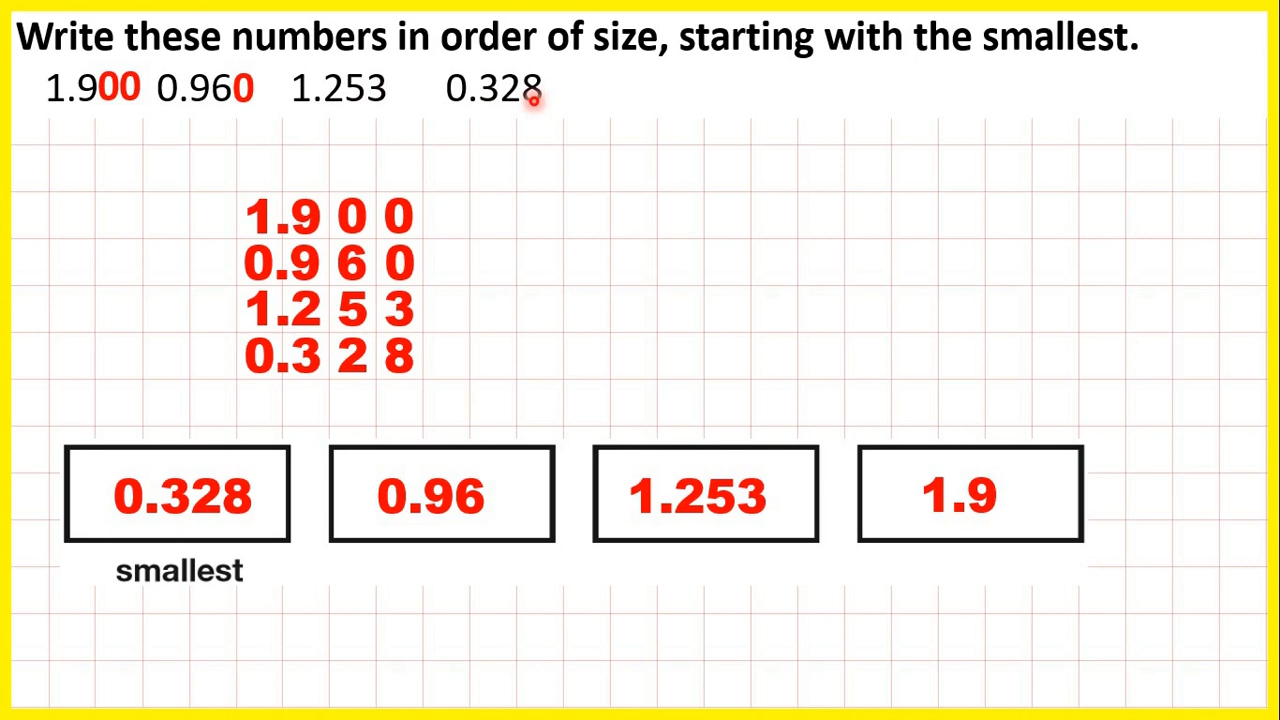 Write these numbers in order of size, starting with the smallest.
1.900 0.960 1.253 0.328
1.9 0 0
0.9 6 0
1.2 5 3
0.3 2 8
0.328 0.96 1.253 1.9
smallest